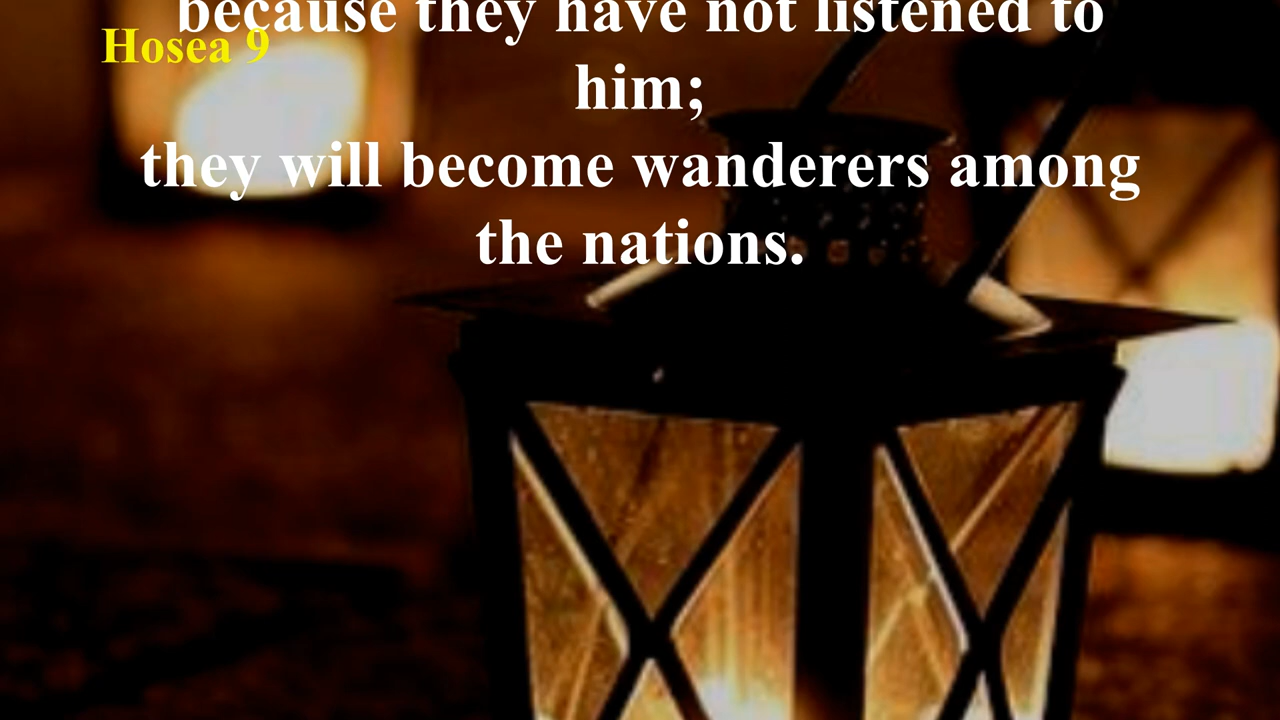 because they have not listened to
Hosea 9
him;
they will become wanderers among
the nations.